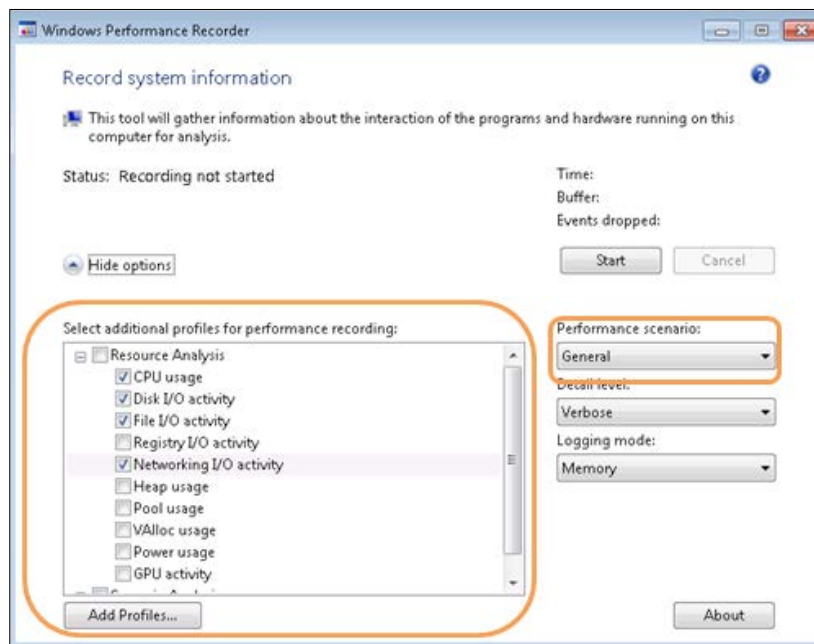 Windows Performance Recorder
Record system information
This tool will gather information about the interaction of the programs and hardware running on this
computer for analysis.
Status: Recording not started
Time:
Buffer:
Events dropped:
Hide options
Start
Cancel
Select additional profiles for performance recording:
Resource Analysis
CPU usage
Disk I/O activity
File I/O activity
Registry I/O activity
Networking I/O activity
Heap usage
Pool usage
VAlloc usage
Power usage
GPU activity
Add Profiles...
Performance scenario:
General
Detail level:
Verbose
Logging mode:
Memory
About